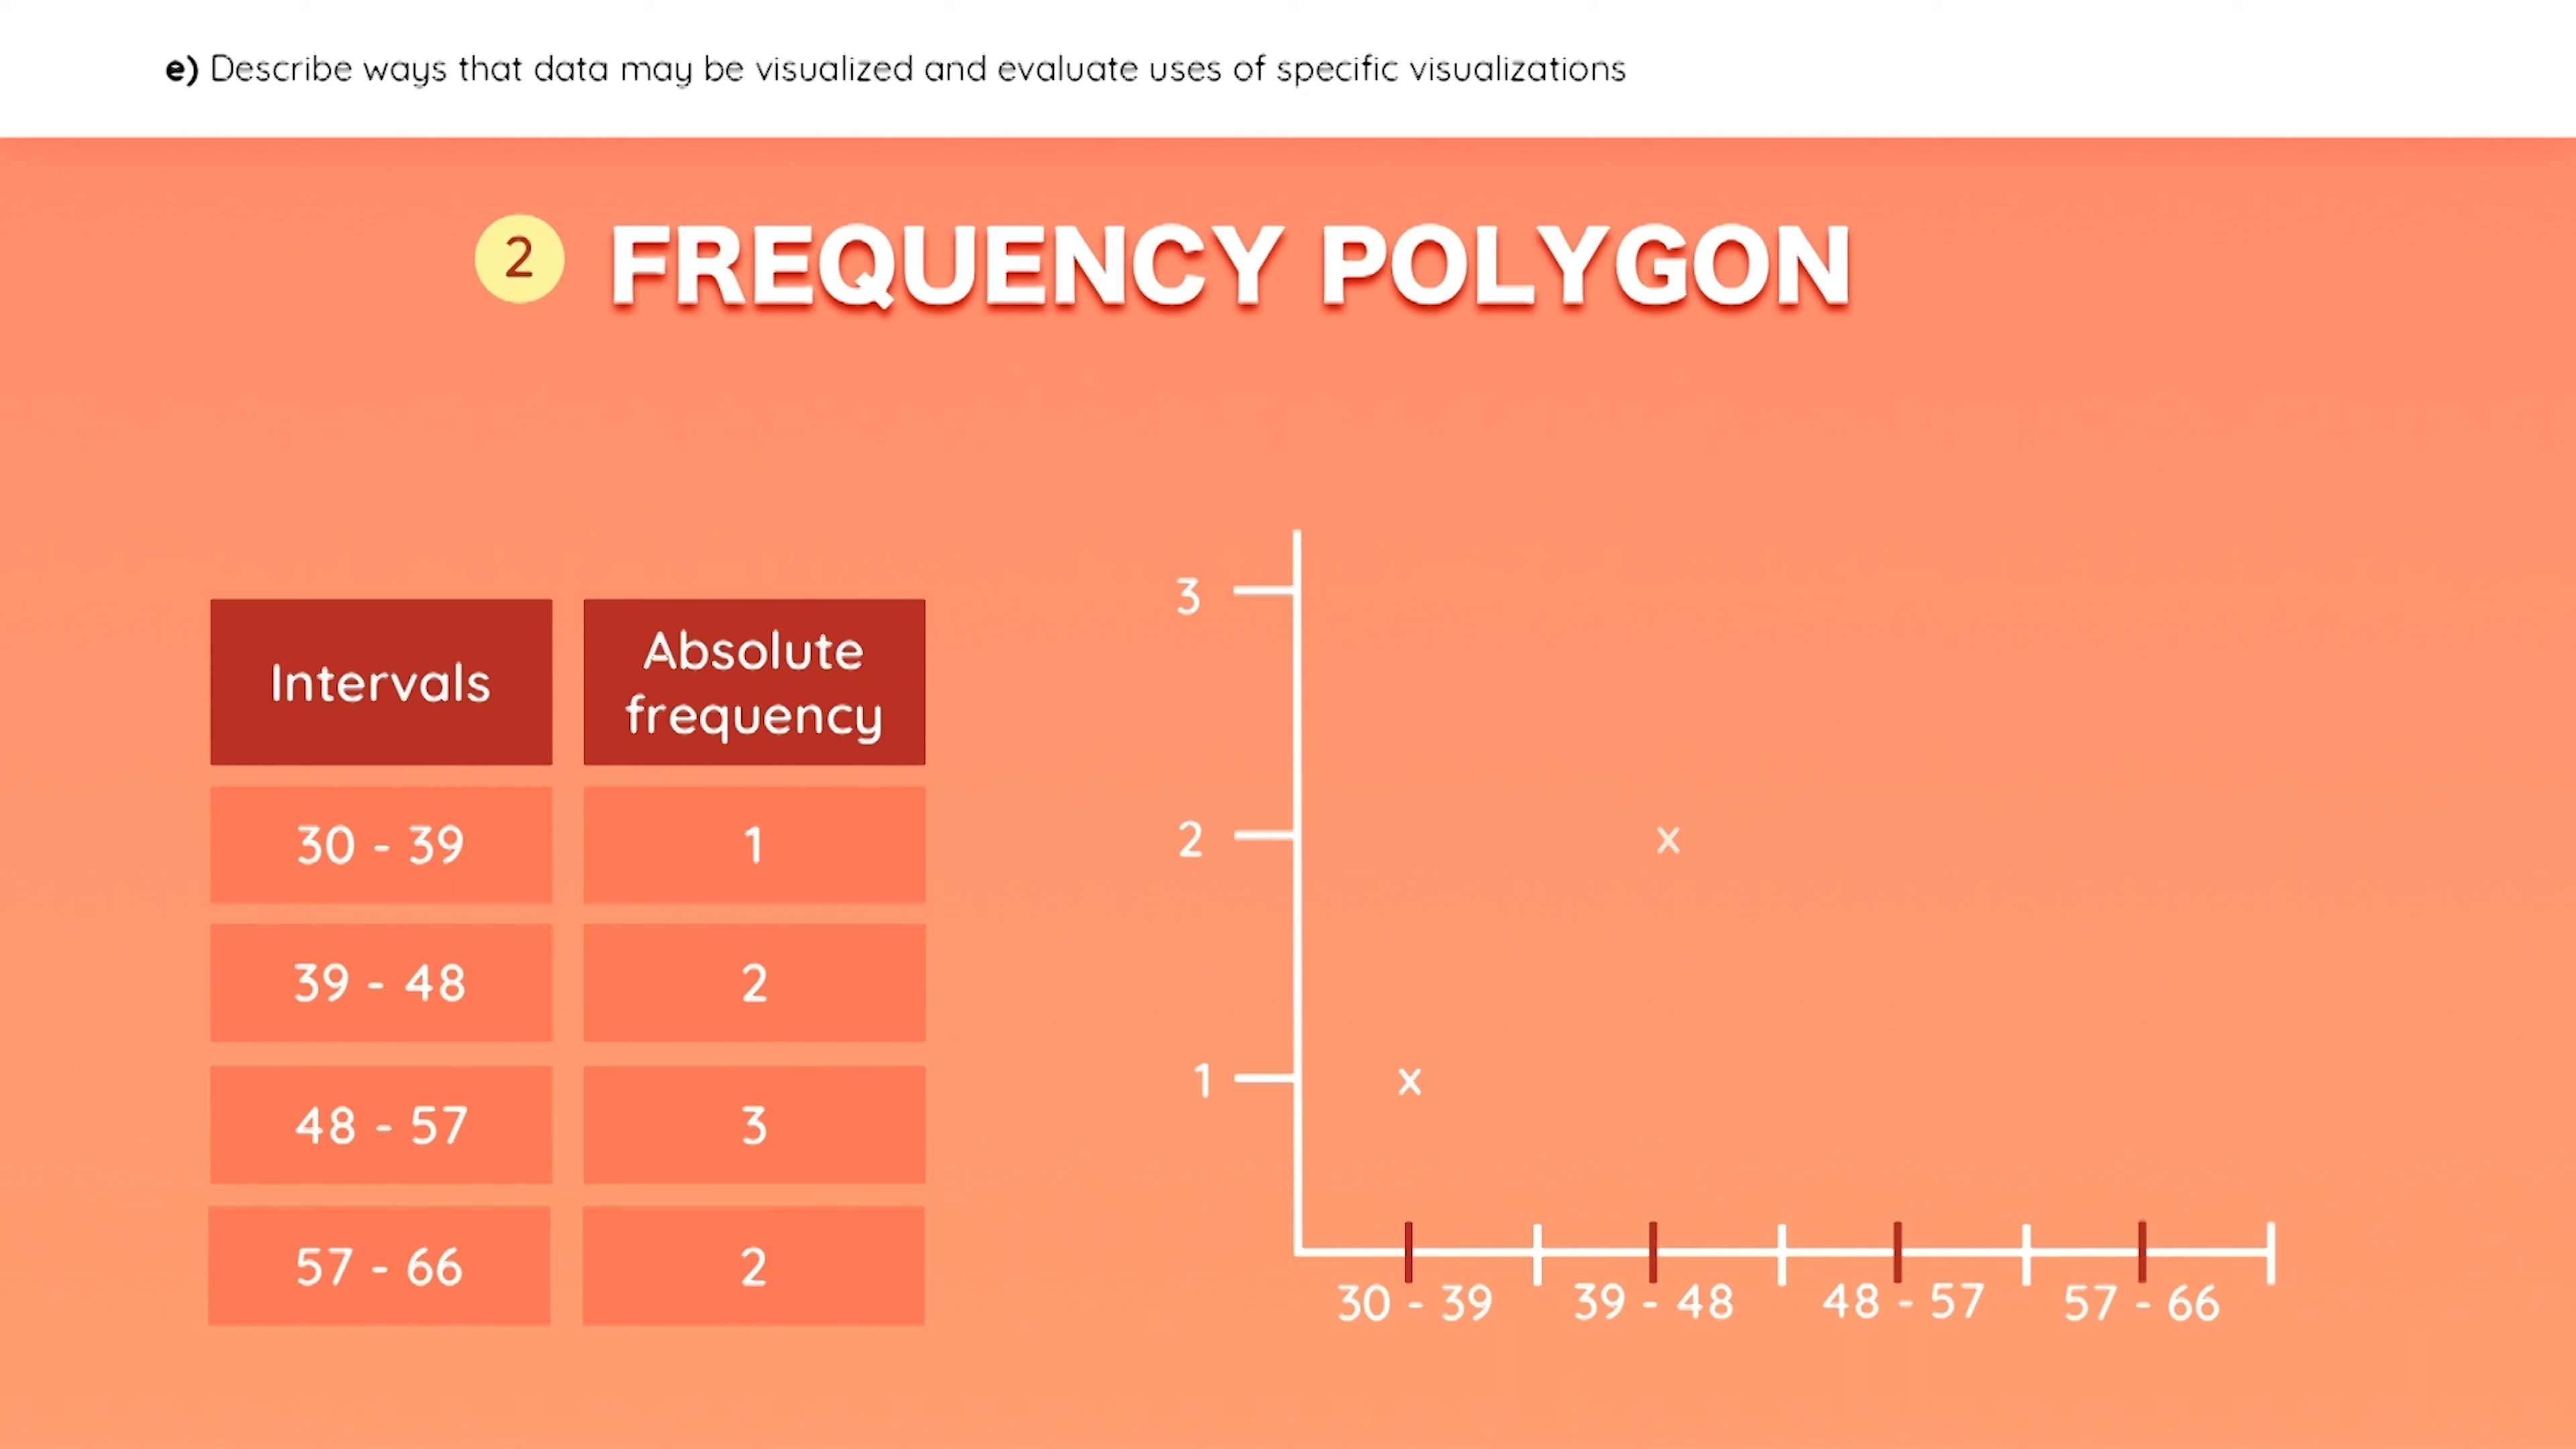 e) Describe ways that data may be visualized and evaluate uses of specific visualizations
2 FREQUENCY POLYGON
Intervals
Absolute
frequency
30 - 39 1
39 - 48 2
48 - 57 3
57 - 66 2
3
2 x
1 x
30 - 39 39 - 48 48 - 57 57 - 66